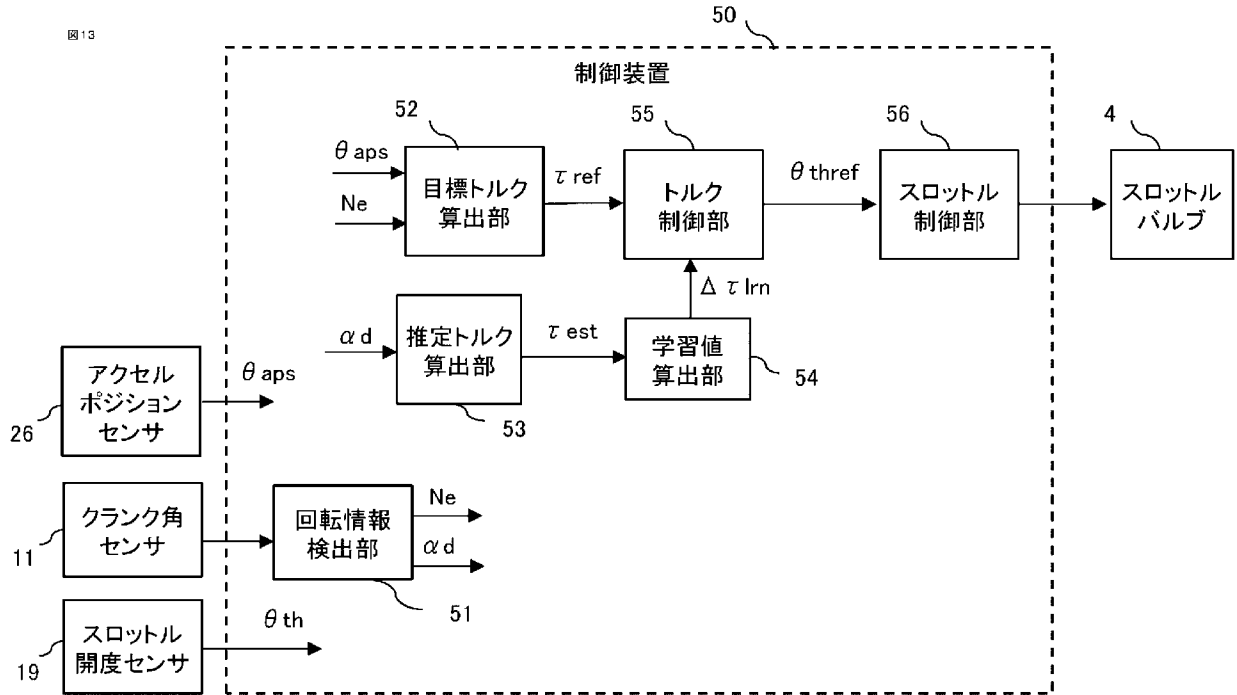 図13
50
制御装置
52
55
56
4
θaps
Ne
目標トルク
算出部
τref
トルク
制御部
θthref
スロットル
制御部
スロットル
バルブ
Δτlrn
αd
推定トルク
算出部
τest
学習値
算出部
54
53
アクセル
ポジション
センサ
θaps
26
クランク角
センサ
11
回転情報
検出部
Ne
αd
51
スロットル
開度センサ
θth
19